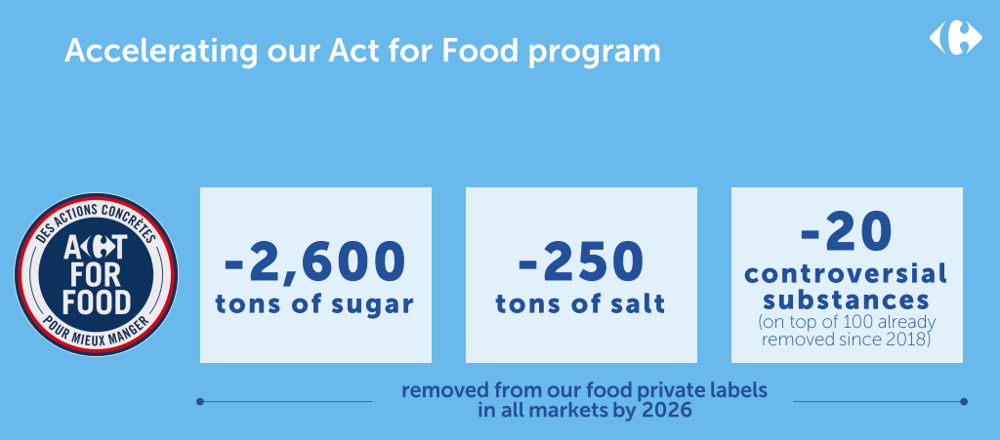 Accelerating our Act for Food program
DES ACTIONS CONCRÈTES
ACT
FOR
FOOD
POUR MIEUX MANGER
-2,600
tons of sugar
-250
tons of salt
-20
controversial
substances
(on top of 100 already
removed since 2018)
removed from our food private labels
in all markets by 2026